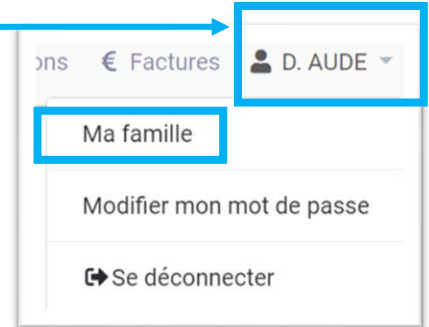 ons € Factures D. AUDE
Ma famille
Modifier mon mot de passe
Se déconnecter